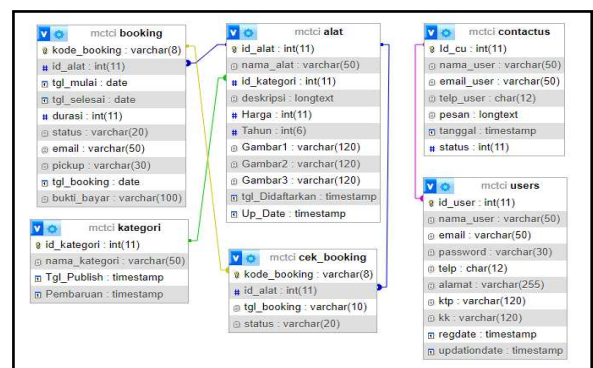 mctci booking
kode_booking : varchar(8)
id_alat : int(11)
tgl_mulai : date
tgl_selesai : date
durasi : int(11)
status : varchar(20)
email : varchar(50)
pickup : varchar(30)
tgl_booking : date
bukti_bayar : varchar(100)
mctci kategori
id_kategori : int(11)
nama_kategori : varchar(50)
Tgl_Publish : timestamp
Pembaruan : timestamp
mctci alat
id_alat : int(11)
nama_alat : varchar(50)
id_kategori : int(11)
deskripsi : longtext
Harga : int(11)
Tahun : int(6)
Gambar1 : varchar(120)
Gambar2 : varchar(120)
Gambar3 : varchar(120)
tgl_Didaftarkan : timestamp
Up_Date : timestamp
mctci cek_booking
kode_booking : varchar(8)
id_alat : int(11)
tgl_booking : varchar(10)
status : varchar(20)
mctci contactus
Id_cu : int(11)
nama_user : varchar(50)
email_user : varchar(50)
telp_user : char(12)
pesan : longtext
tanggal : timestamp
status : int(11)
mctci users
id_user : int(11)
nama_user : varchar(50)
email : varchar(50)
password : varchar(30)
telp : char(12)
alamat : varchar(255)
ktp : varchar(120)
kk : varchar(120)
regdate : timestamp
updationdate : timestamp